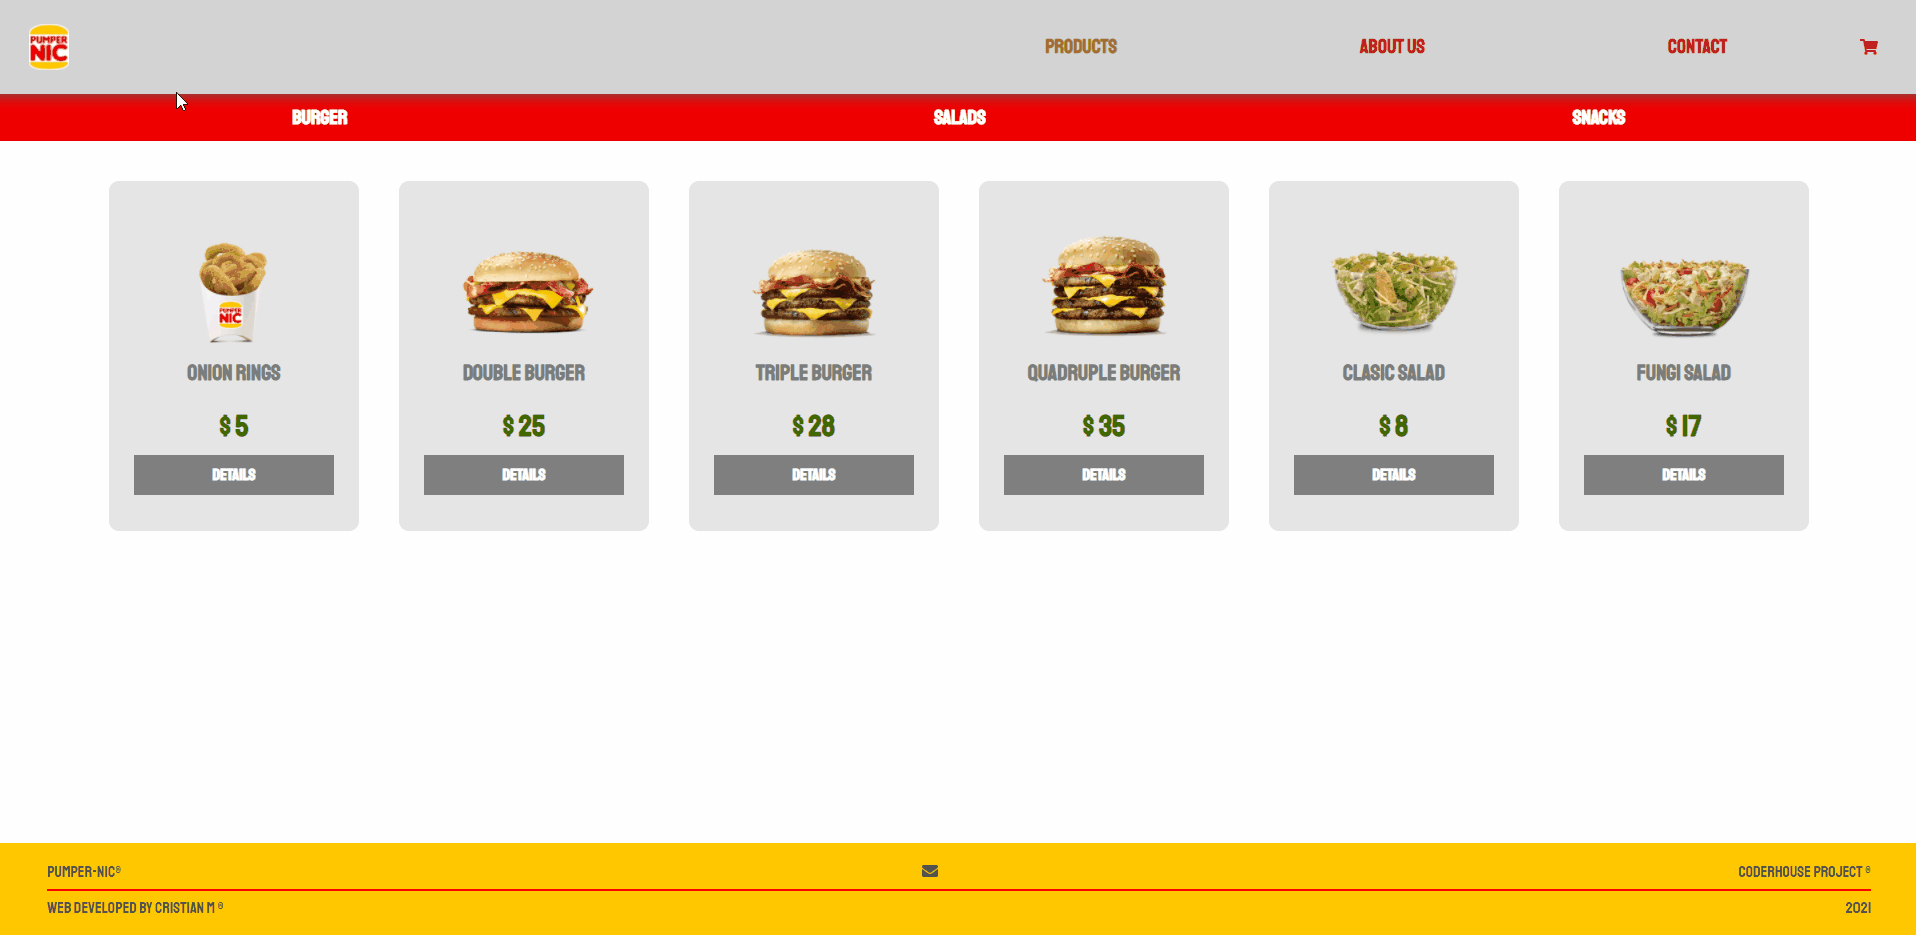 PUMPER
NIC
PRODUCTS
ABOUT US
CONTACT
BURGER
SALADS
SNACKS
PUMPER
NIC
ONION RINGS
$ 5
DETAILS
DOUBLE BURGER
$ 25
DETAILS
TRIPLE BURGER
$ 28
DETAILS
QUADRUPLE BURGER
$ 35
DETAILS
CLASIC SALAD
$ 8
DETAILS
FUNGI SALAD
$ 17
DETAILS
PUMPER-NIC®
CODERHOUSE PROJECT ®
WEB DEVELOPED BY CRISTIAN M ®
2021